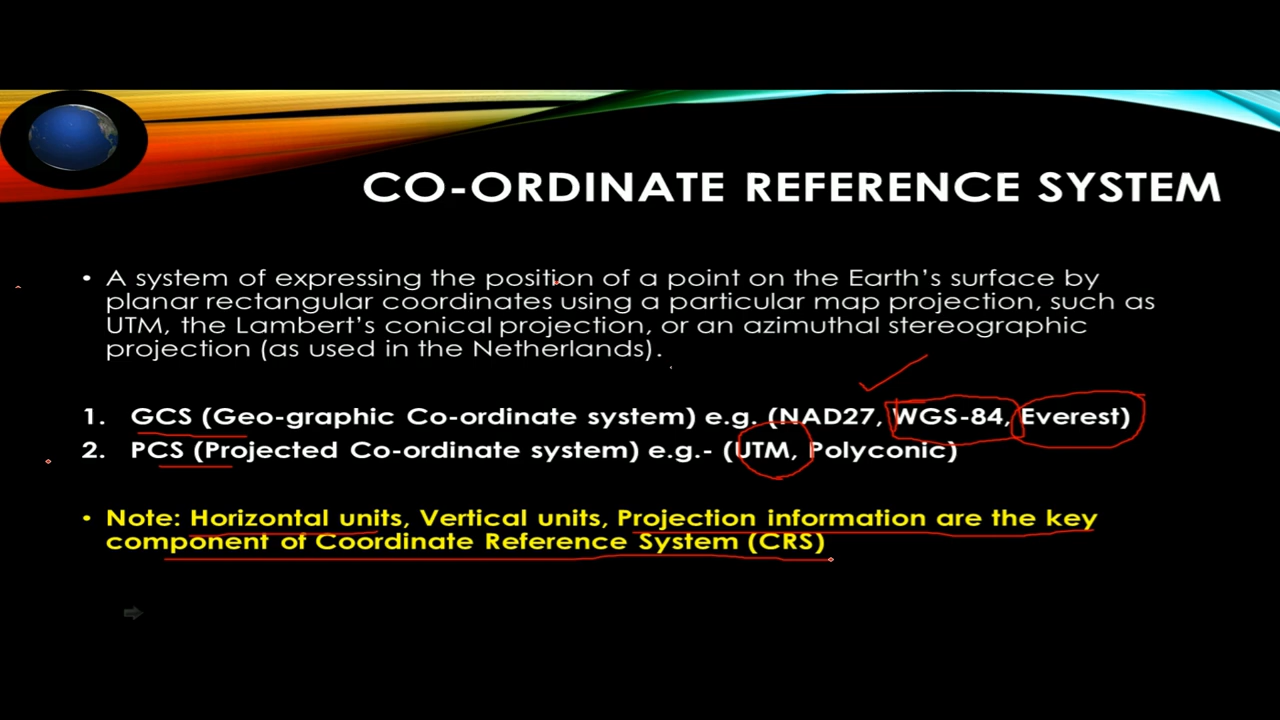 CO-ORDINATE REFERENCE SYSTEM
• A system of expressing the position of a point on the Earth's surface by
planar rectangular coordinates using a particular map projection, such as
UTM, the Lambert's conical projection, or an azimuthal stereographic
projection (as used in the Netherlands).
1. GCS (Geo-graphic Co-ordinate system) e.g. (NAD27, WGS-84, Everest)
2. PCS (Projected Co-ordinate system) e.g.- (UTM, Polyconic)
• Note: Horizontal units, Vertical units, Projection information are the key
component of Coordinate Reference System (CRS)